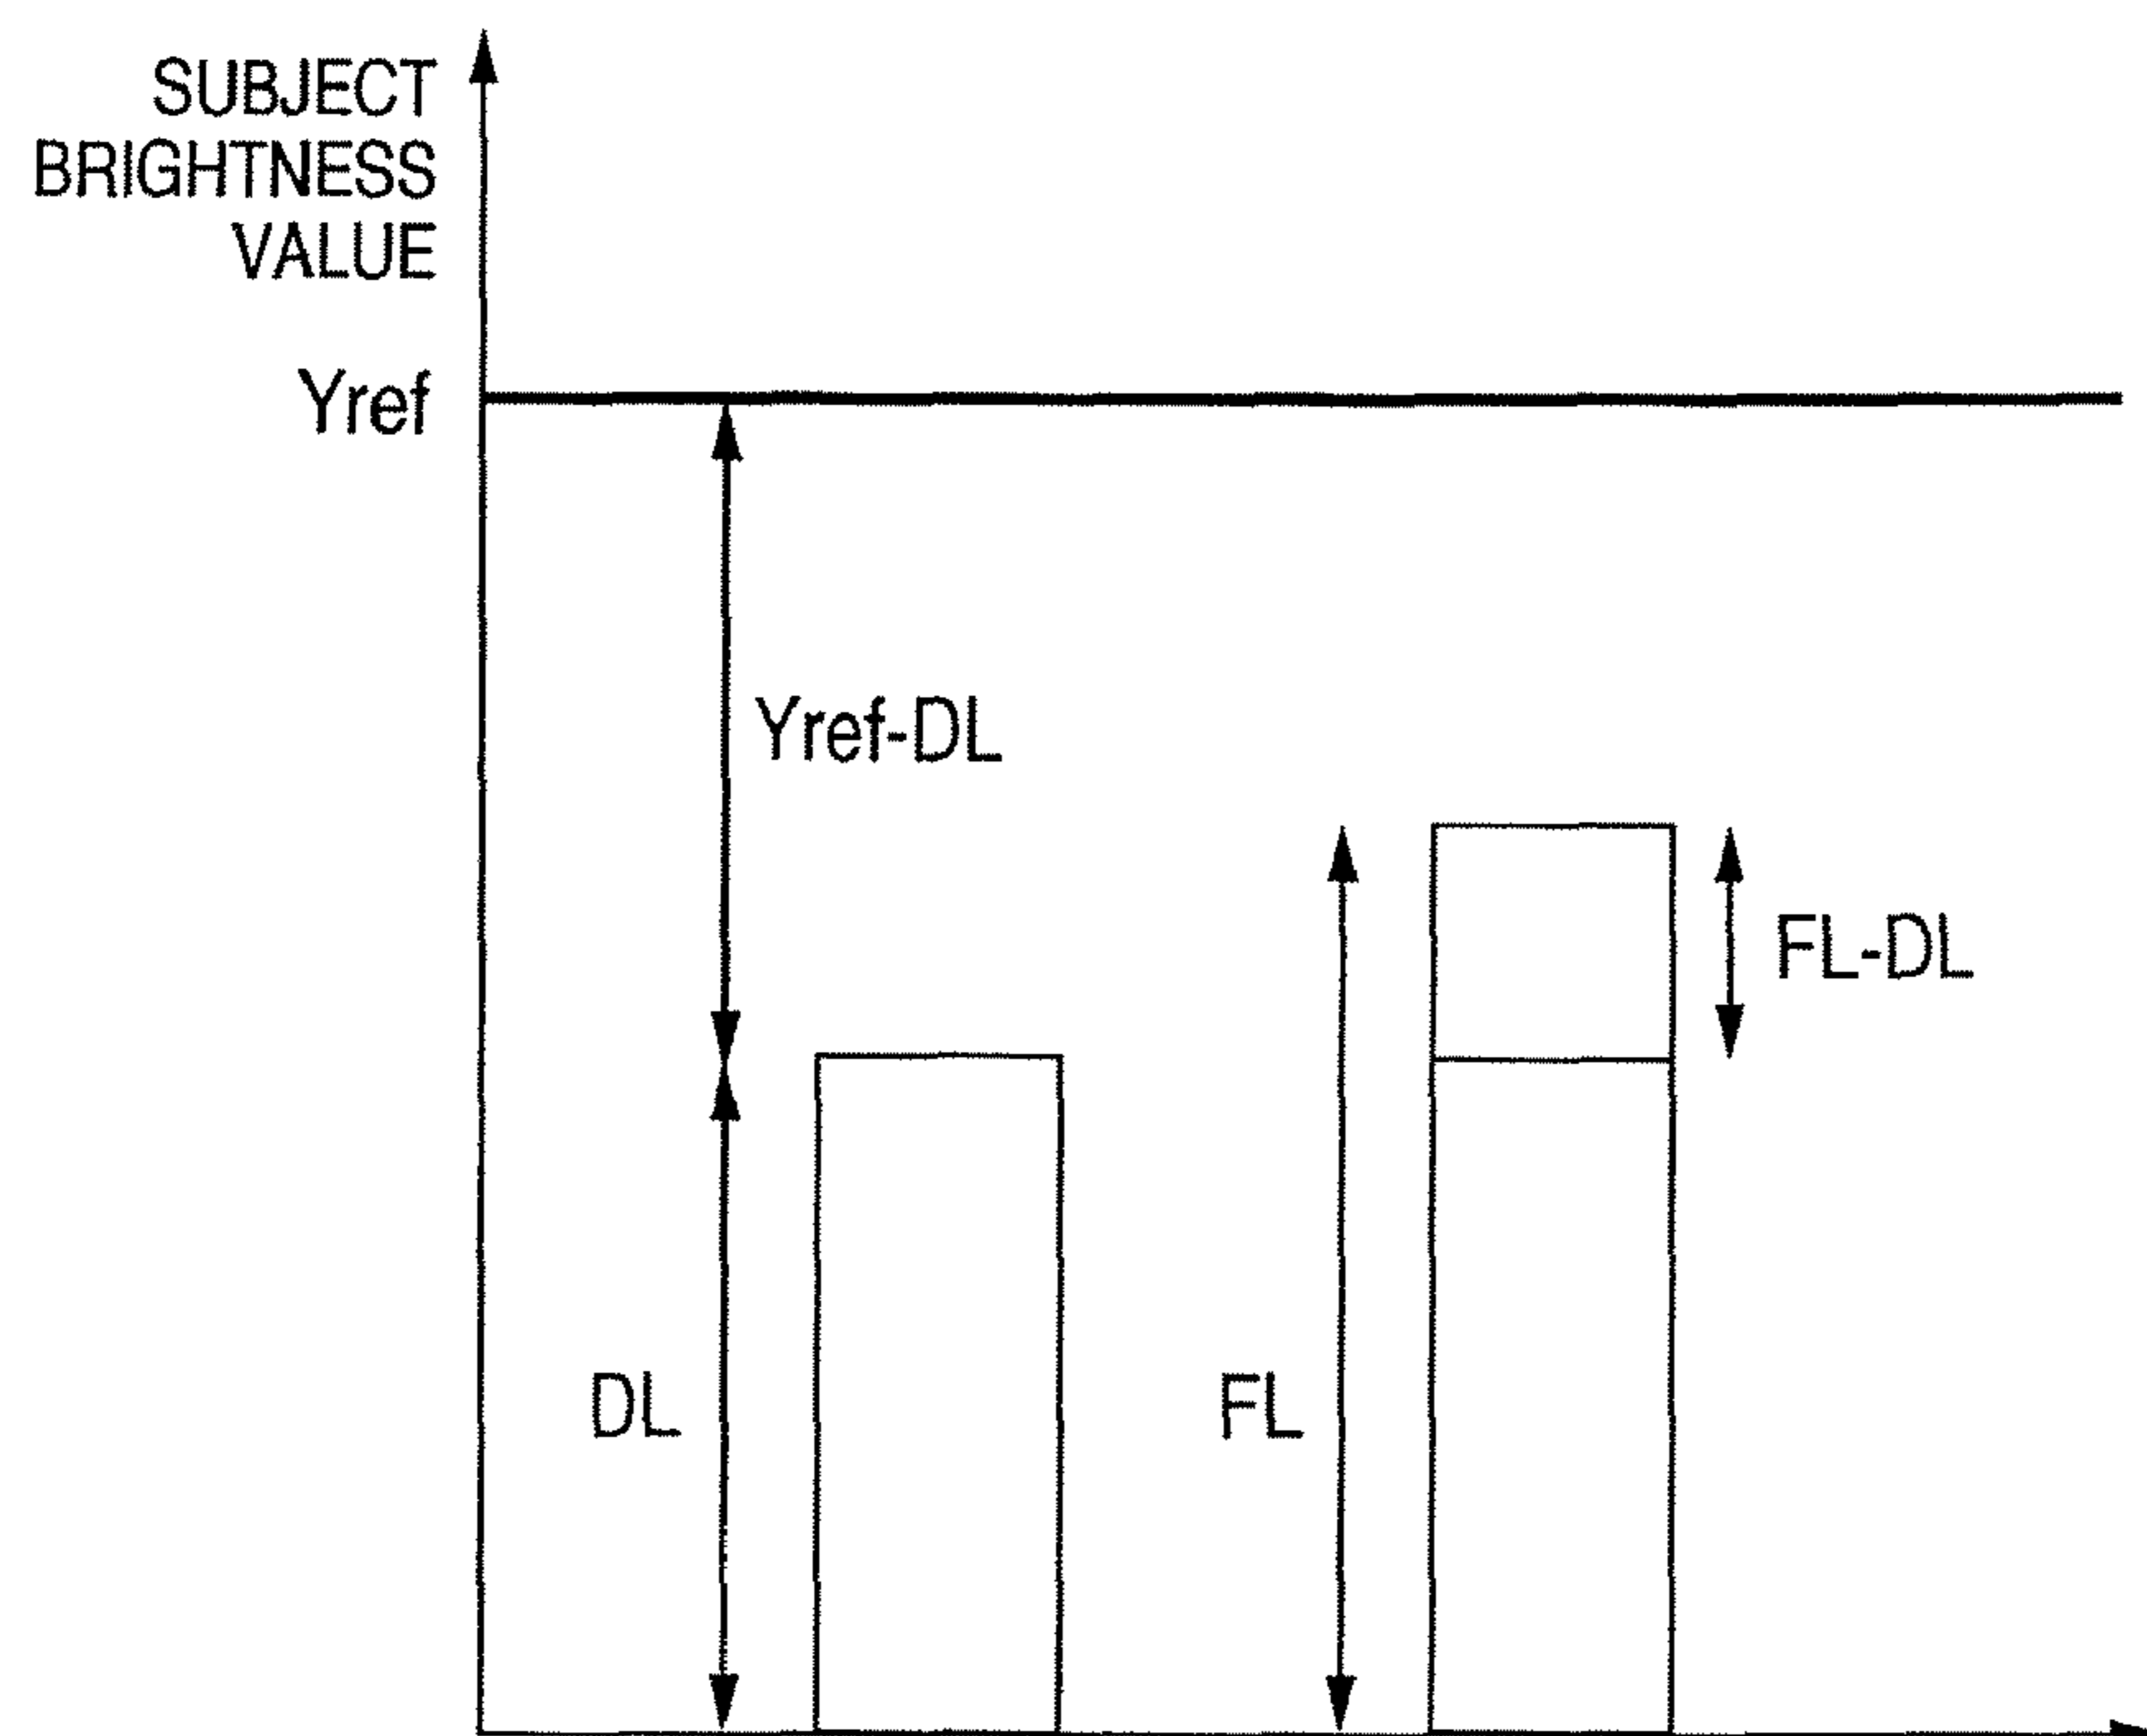 SUBJECT
BRIGHTNESS
VALUE
Yref
Yref-DL
FL-DL
DL
FL